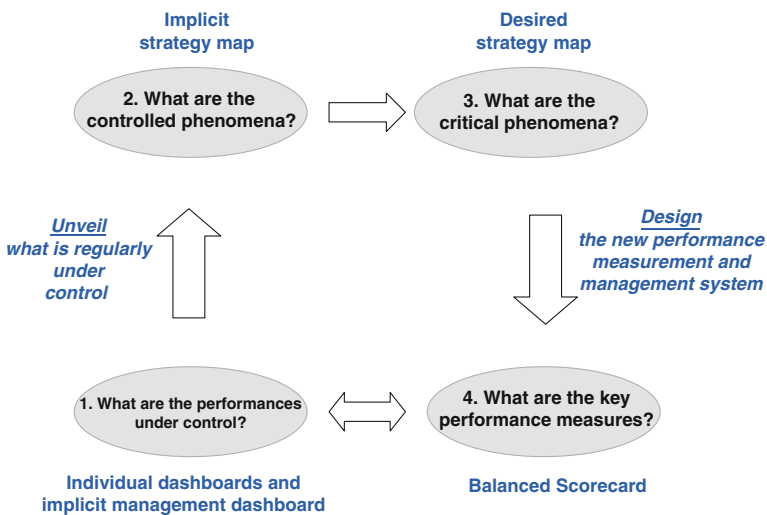 Implicit
strategy map
Desired
strategy map
2. What are the
controlled phenomena?
3. What are the
critical phenomena?
Unveil
what is regularly
under
control
Design
the new performance
measurement and
management system
1. What are the performances
under control?
4. What are the key
performance measures?
Individual dashboards and
implicit management dashboard
Balanced Scorecard